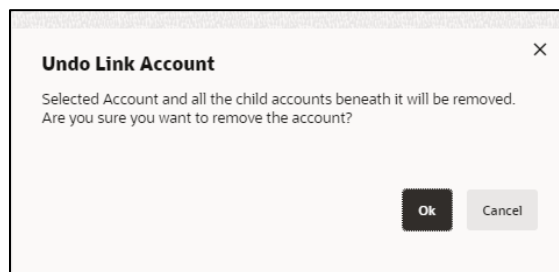 Undo Link Account
Selected Account and all the child accounts beneath it will be removed.
Are you sure you want to remove the account?
Ok
Cancel